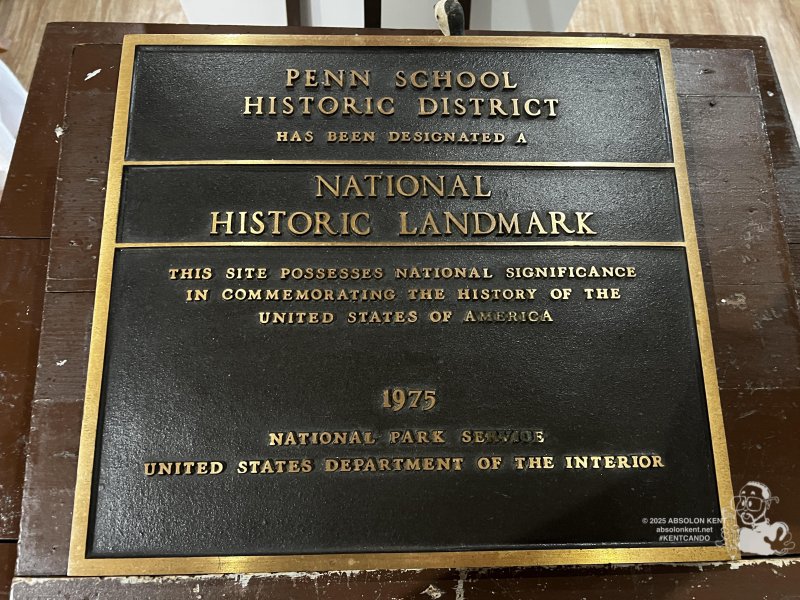 PENN SCHOOL
HISTORIC DISTRICT
HAS BEEN DESIGNATED A
NATIONAL
HISTORIC LANDMARK
THIS SITE POSSESSES NATIONAL SIGNIFICANCE
IN COMMEMORATING THE HISTORY OF THE
UNITED STATES OF AMERICA
1975
NATIONAL PARK SERVICE
UNITED STATES DEPARTMENT OF THE INTERIOR
© 2025 ABSOLON KENT
absolonkent.net
#KENTCANDO